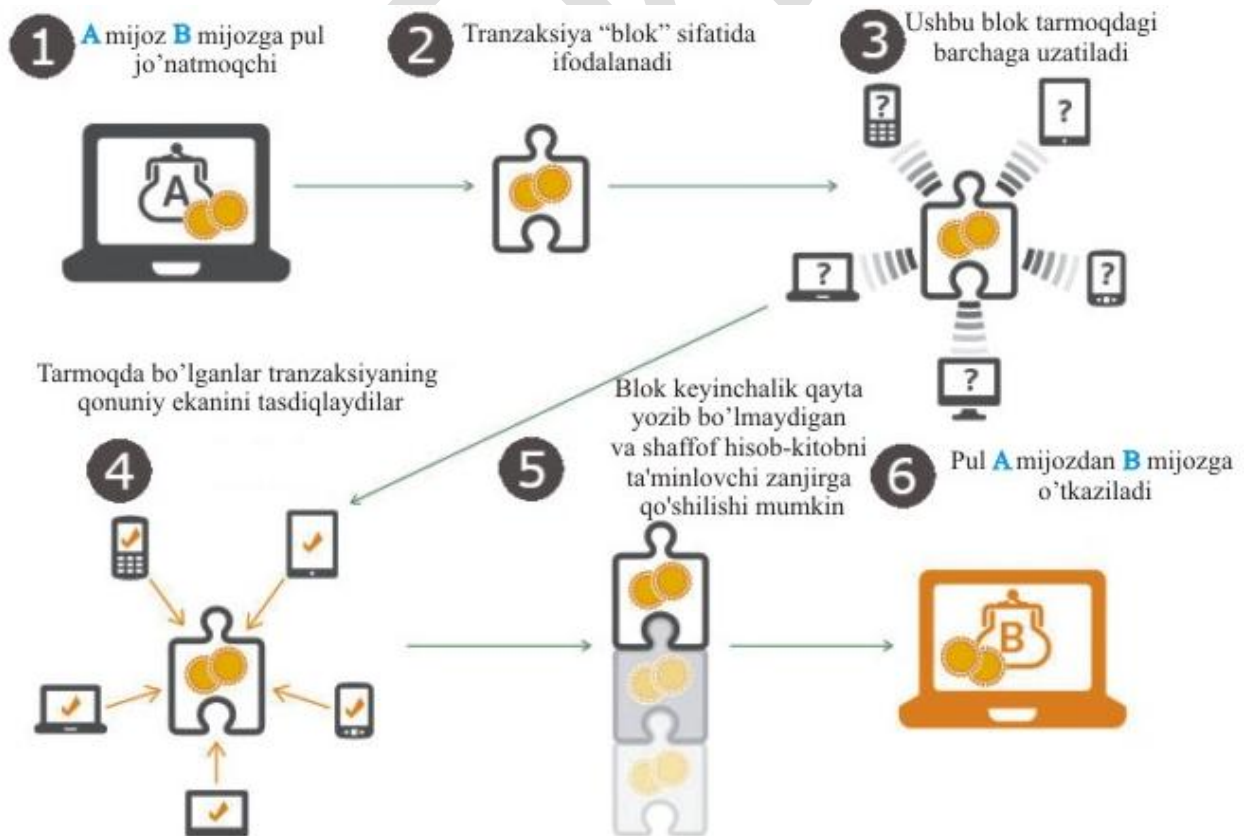 1
A mijoz B mijozga pul
jo’natmoqchi
A
2
Tranzaksiya “blok” sifatida
ifodalanadi
3
Ushbu blok tarmoqdagi
barchaga uzatiladi
?
?
?
?
?
Tarmoqda bo’lganlar tranzaksiyaning
qonuniy ekanini tasdiqlaydilar
4
5
Blok keyinchalik qayta
yozib bo’lmaydigan
va shaffof hisob-kitobni
ta'minlovchi zanjirga
qo'shilishi mumkin
6
Pul A mijozdan B mijozga
o’tkaziladi
B